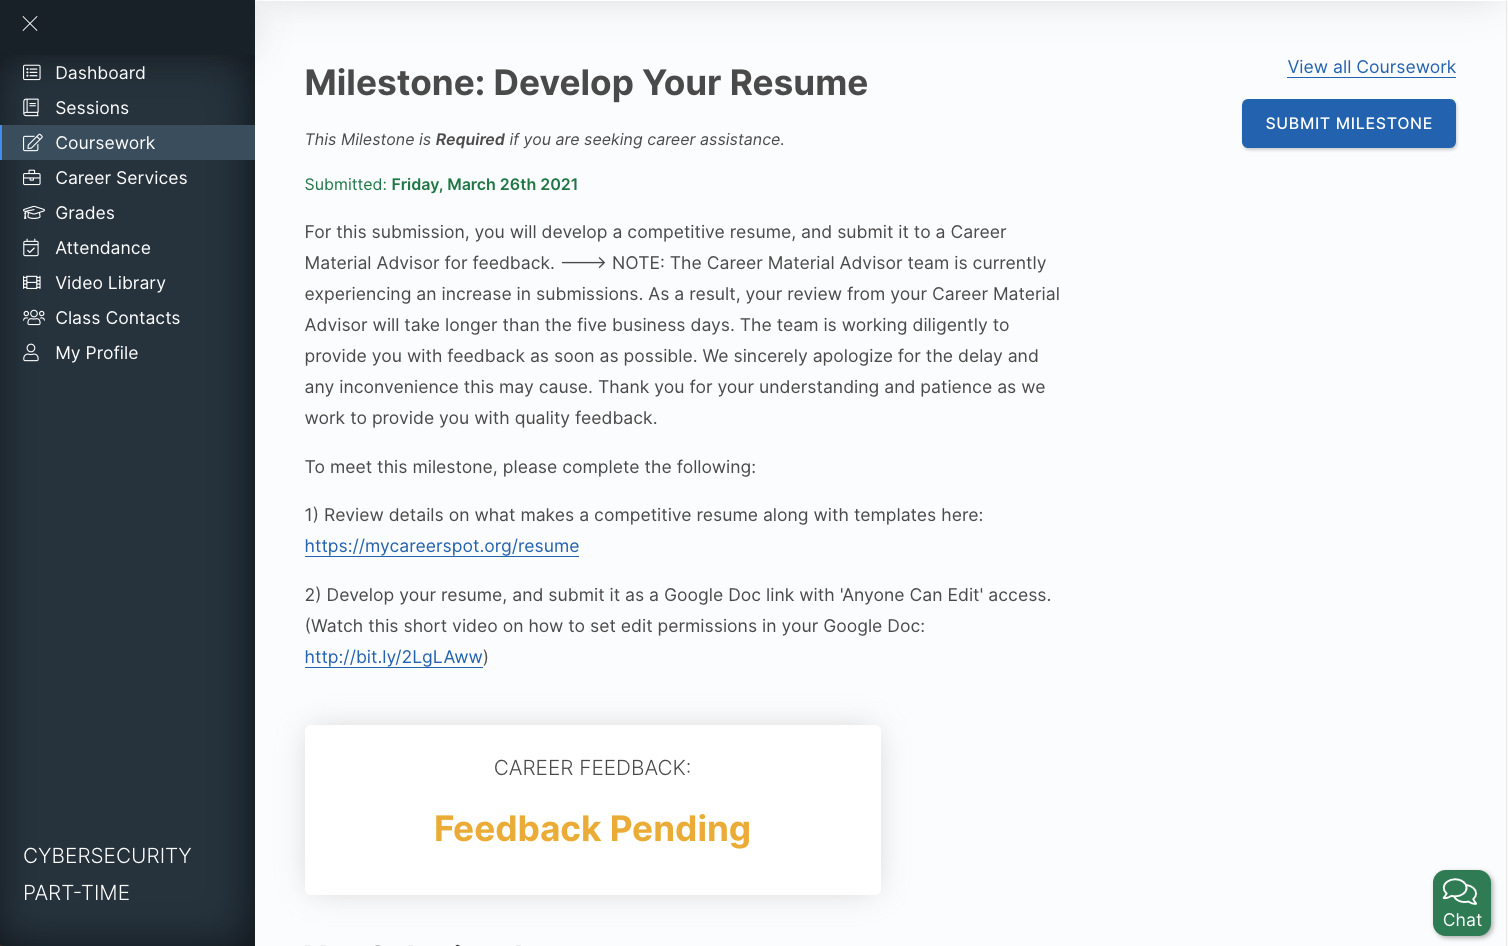 Dashboard
Sessions
Coursework
Career Services
Grades
Attendance
Video Library
Class Contacts
My Profile
CYBERSECURITY
PART-TIME
Milestone: Develop Your Resume
View all Coursework
SUBMIT MILESTONE
This Milestone is Required if you are seeking career assistance.
Submitted: Friday, March 26th 2021
For this submission, you will develop a competitive resume, and submit it to a Career
Material Advisor for feedback. ---> NOTE: The Career Material Advisor team is currently
experiencing an increase in submissions. As a result, your review from your Career Material
Advisor will take longer than the five business days. The team is working diligently to
provide you with feedback as soon as possible. We sincerely apologize for the delay and
any inconvenience this may cause. Thank you for your understanding and patience as we
work to provide you with quality feedback.
To meet this milestone, please complete the following:
1) Review details on what makes a competitive resume along with templates here:
https://mycareerspot.org/resume
2) Develop your resume, and submit it as a Google Doc link with 'Anyone Can Edit' access.
(Watch this short video on how to set edit permissions in your Google Doc:
http://bit.ly/2LgLAww)
CAREER FEEDBACK:
Feedback Pending
Chat